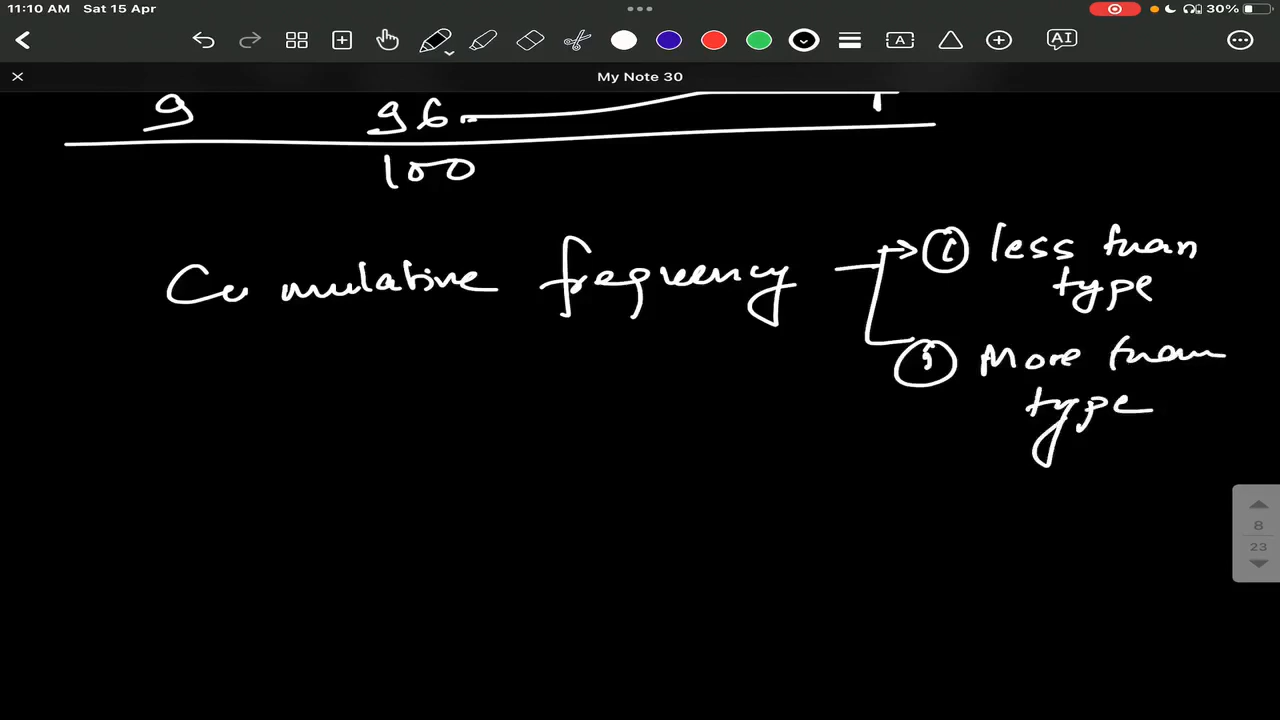 11:10 AM Sat 15 Apr 30%
A AI
My Note 30
9 96
100
Cumulative frequency → (i) less than
type
8
23
More than
type